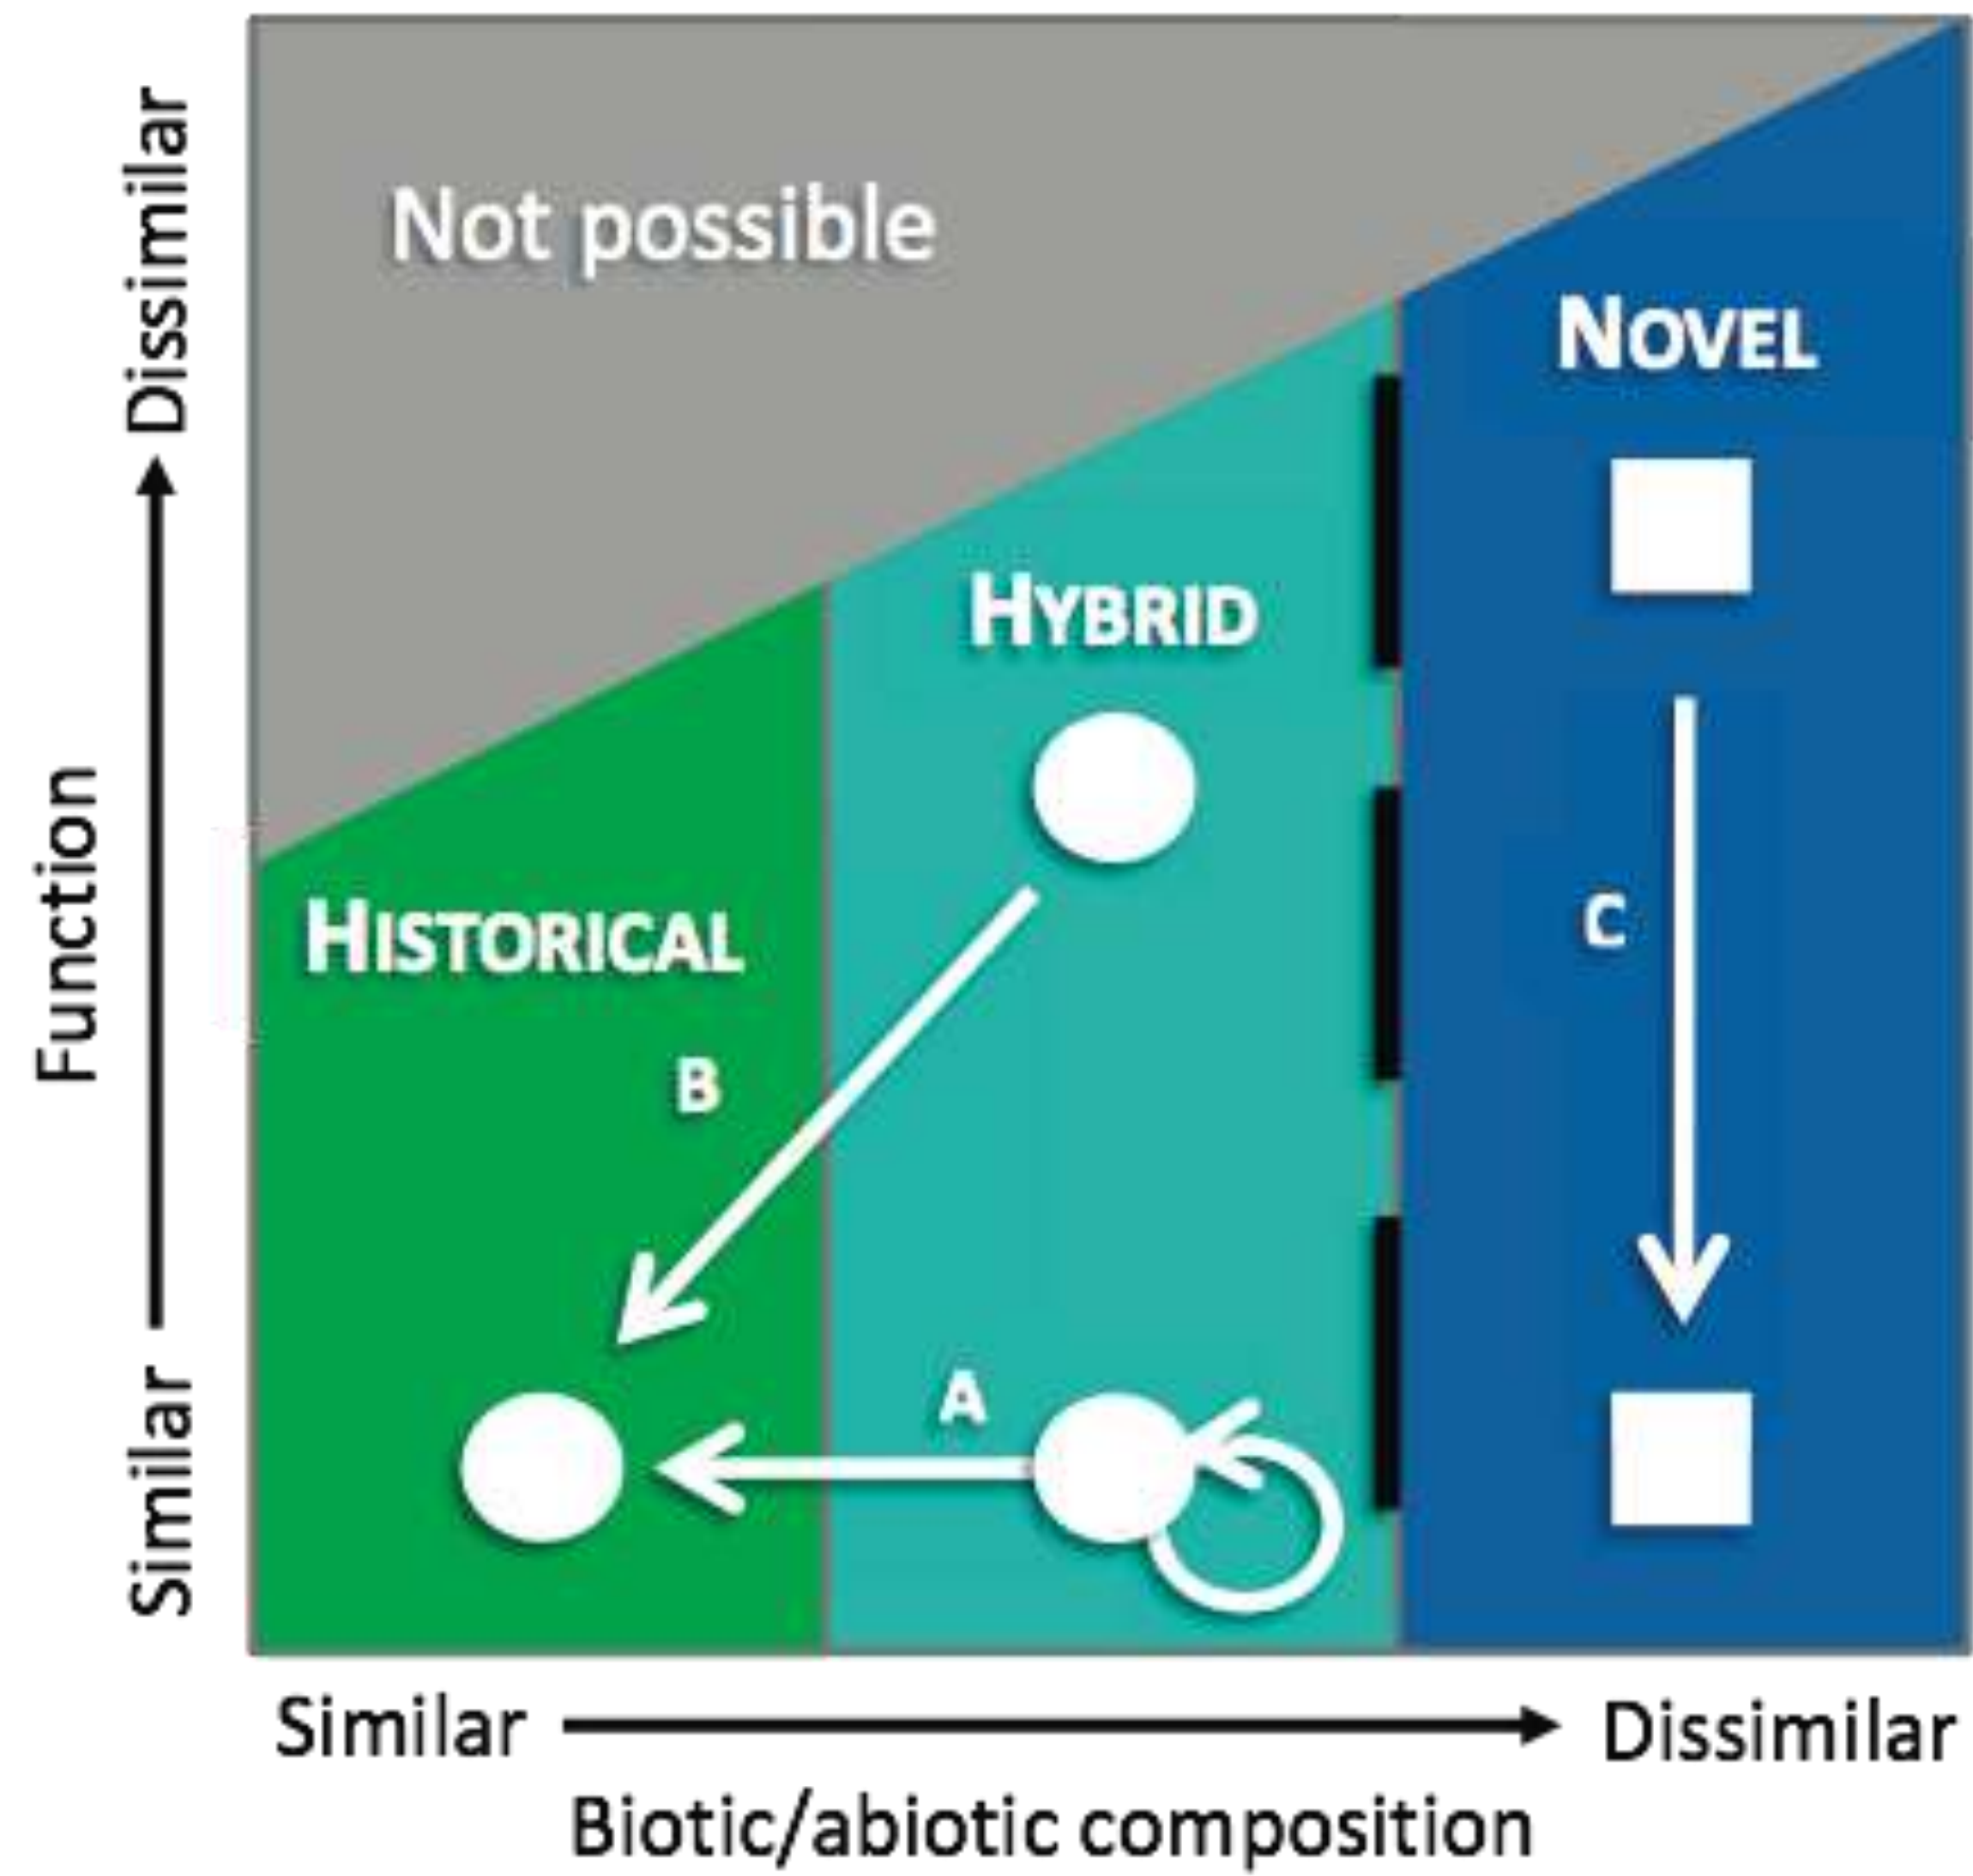 Dissimilar
Function
Similar
Not possible
NOVEL
HYBRID
HISTORICAL
C
B
A
Similar
Dissimilar
Biotic/abiotic composition